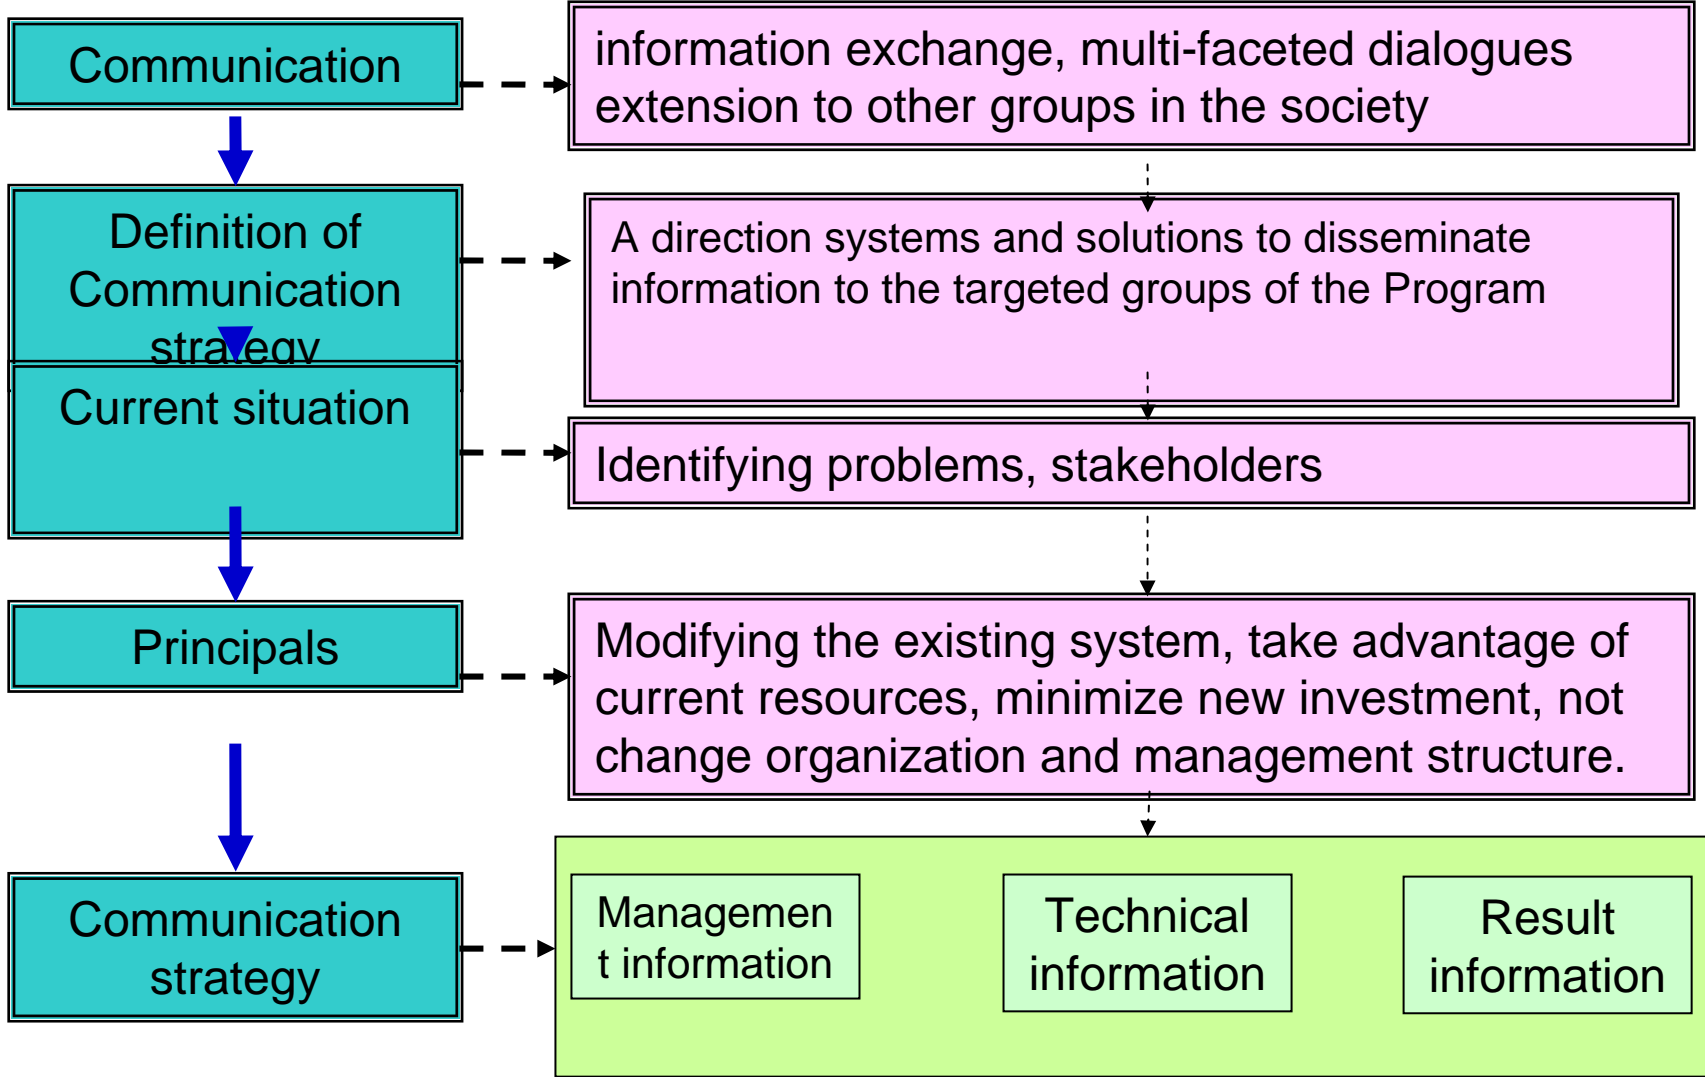 Communication
information exchange, multi-faceted dialogues
extension to other groups in the society
Definition of
Communication
strategy
A direction systems and solutions to disseminate
information to the targeted groups of the Program
Current situation
Identifying problems, stakeholders
Principals
Modifying the existing system, take advantage of
current resources, minimize new investment, not
change organization and management structure.
Communication
strategy
Managemen
t information
Technical
information
Result
information